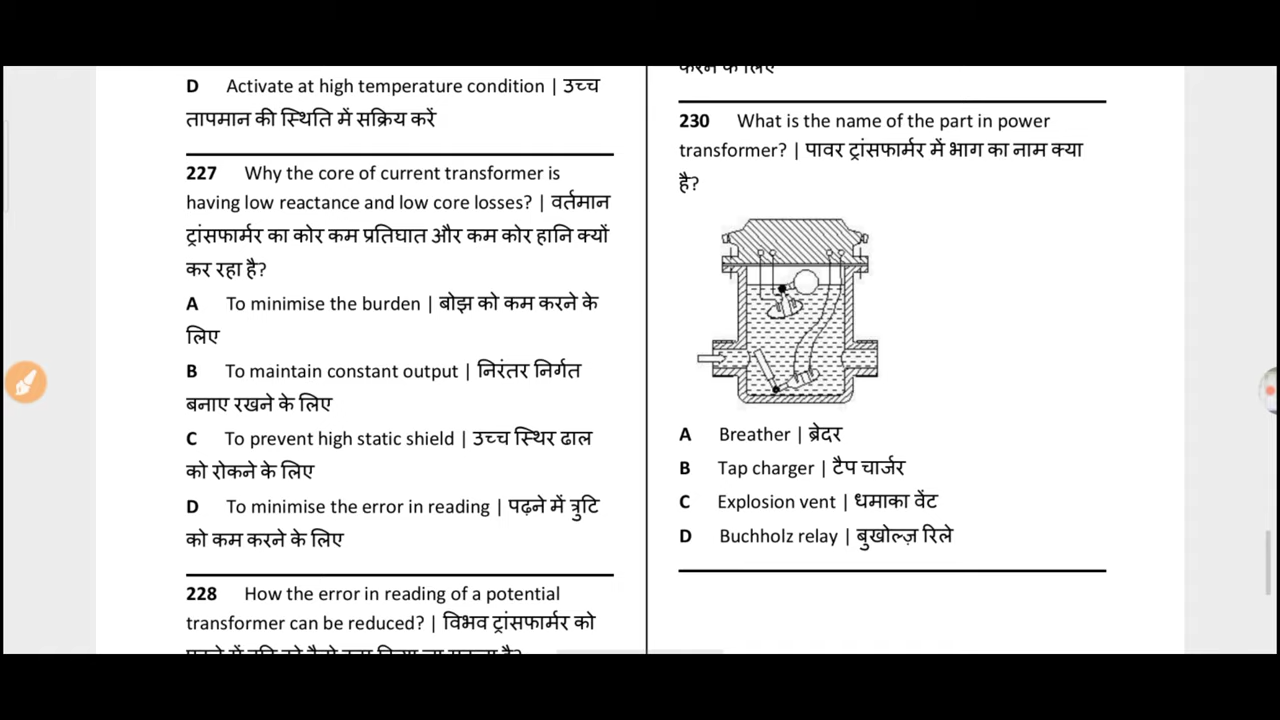 D Activate at high temperature condition | उच्च
तापमान की स्थिति में सक्रिय करें
227 Why the core of current transformer is
having low reactance and low core losses? | वर्तमान
ट्रांसफार्मर का कोर कम प्रतिघात और कम कोर हानि क्यों
कर रहा है?
A To minimise the burden | बोझ को कम करने के
लिए
B To maintain constant output | निरंतर निर्गत
बनाए रखने के लिए
C To prevent high static shield | उच्च स्थिर ढाल
को रोकने के लिए
D To minimise the error in reading | पढ़ने में त्रुटि
को कम करने के लिए
228 How the error in reading of a potential
transformer can be reduced? | विभव ट्रांसफार्मर को
करने के लिए
230 What is the name of the part in power
transformer? | पावर ट्रांसफार्मर में भाग का नाम क्या
है?
A Breather | ब्रेदर
B Tap charger | टैप चार्जर
C Explosion vent | धमाका वेंट
D Buchholz relay | बुखोल्ज़ रिले